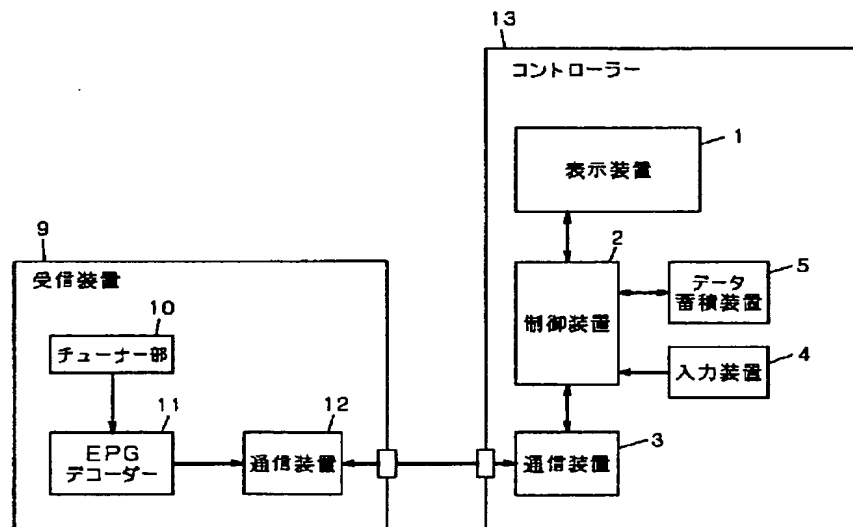 13
コントローラー
1
表示装置
9
受信装置
2
5
データ
蓄積装置
10
チューナー部
制御装置
4
入力装置
11
12
EPG
デコーダー
通信装置
3
通信装置